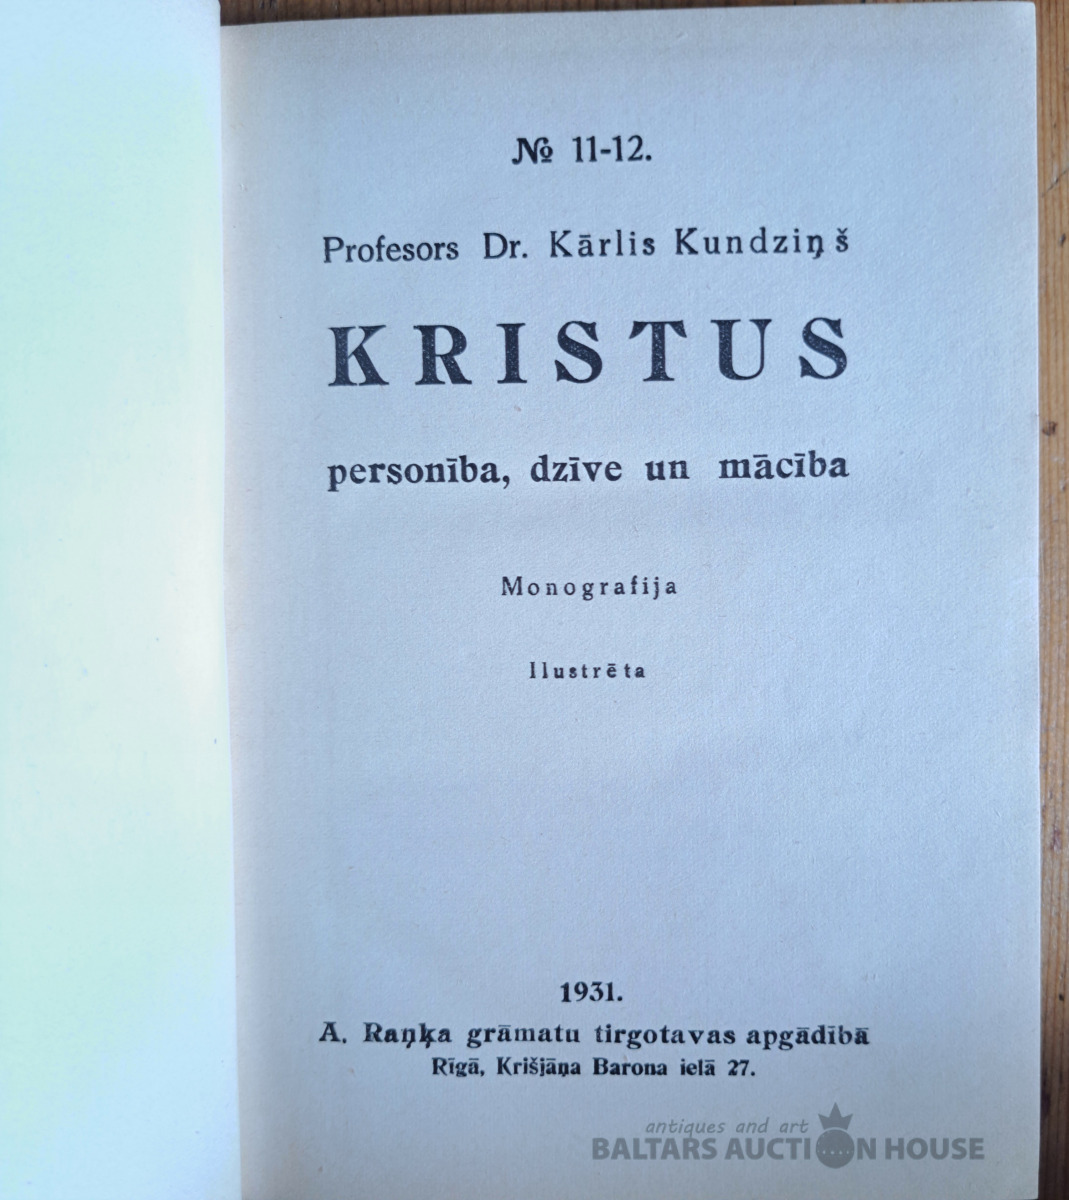 № 11-12.
Profesors Dr. Kārlis Kundziņš
KRISTUS
personība, dzīve un mācība
Monografija
Ilustrēta
1931.
A. Raņķa grāmatu tirgotavas apgādībā
Rīgā, Krišjāņa Barona ielā 27.
antiques and art
BALTARS AUCTION HOUSE